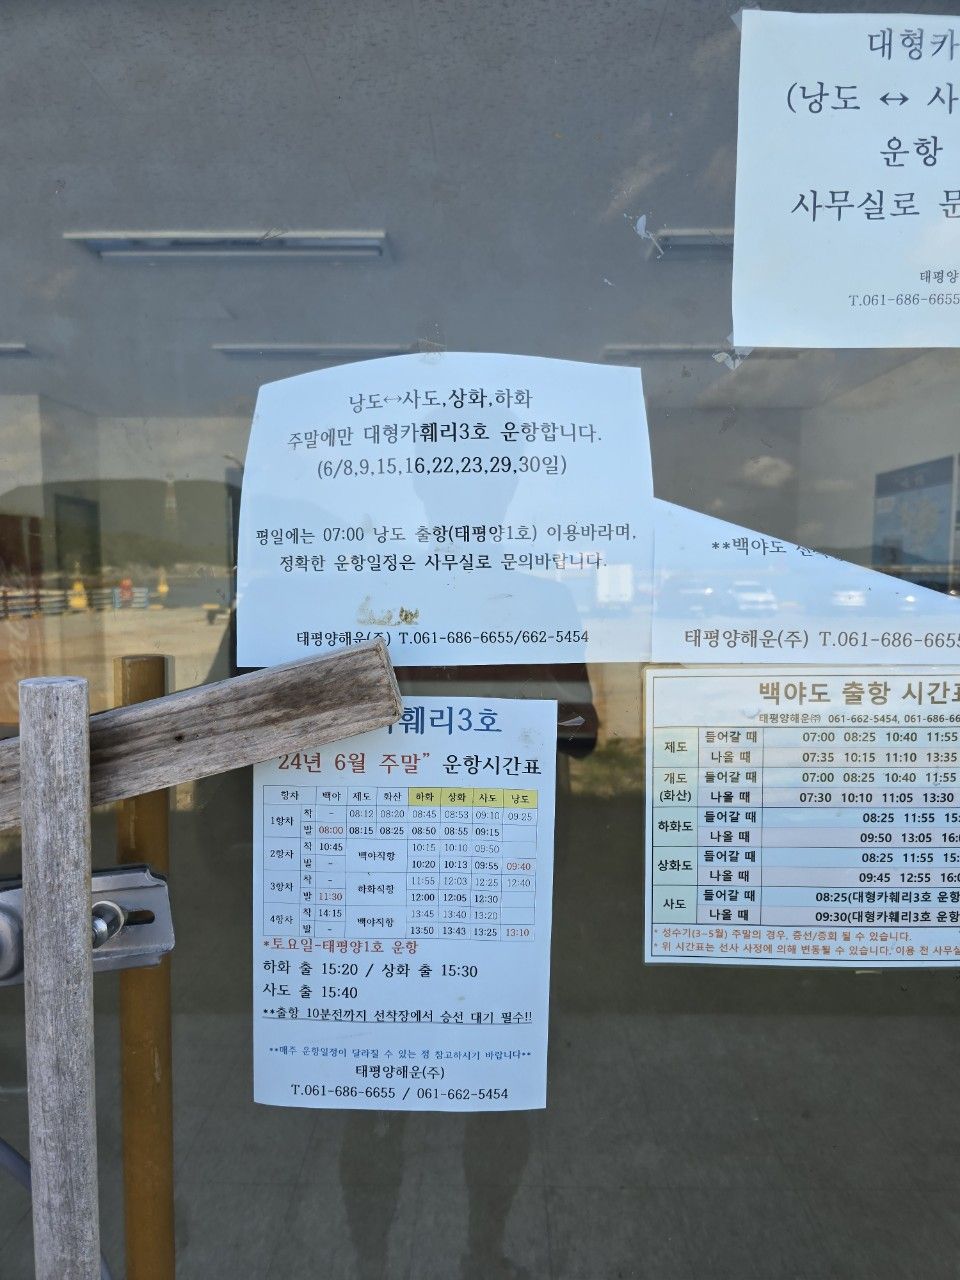 대형카
(낭도 ↔ 사
운항
사무실로 문
태평양
T.061-686-6655
낭도↔사도,상화,하화
주말에만 대형카훼리3호 운항합니다.
(6/8,9,15,16,22,23,29,30일)
평일에는 07:00 낭도 출항(태평양1호) 이용바라며,
정확한 운항일정은 사무실로 문의바랍니다.
태평양해운(주) T.061-686-6655/662-5454
**백야도
태평양해운(주) T.061-686-6655
훼리3호
24년 6월 주말" 운항시간표
항차 백야 제도 화산 하화 상화 사도 낭도
1항차 착 - 08:12 08:20 08:45 08:53 09:10 09:25
발 08:00 08:15 08:25 08:50 08:55 09:15
2항차 착 10:45 백야직항 10:15 10:10 09:50
발 - 10:20 10:13 09:55 09:40
3항차 착 - 하화직항 11:55 12:03 12:25 12:40
발 11:30 12:00 12:05 12:30
4항차 착 14:15 백야직항 13:45 13:40 13:20
발 13:50 13:43 13:25 13:10
*토요일-태평양1호 운항
하화 출 15:20 / 상화 출 15:30
사도 출 15:40
**출항 10분전까지 선착장에서 승선 대기 필수!!
**매주 운항일정이 달라질 수 있는 점 참고하시기 바랍니다**
태평양해운(주)
T.061-686-6655 / 061-662-5454
백야도 출항 시간표
태평양해운㈜ 061-662-5454, 061-686-66
제도 들어갈 때 07:00 08:25 10:40 11:55
나올 때 07:35 10:15 11:10 13:35
개도 (화산) 들어갈 때 07:00 08:25 10:40 11:55
나올 때 07:30 10:10 11:05 13:30
하화도 들어갈 때 08:25 11:55 15:
나올 때 09:50 13:05 16:
상화도 들어갈 때 08:25 11:55 15:
나올 때 09:45 12:55 16:0
사도 들어갈 때 08:25(대형카훼리3호 운항
나올 때 09:30(대형카훼리3호 운항
* 성수기(3-5월) 주말의 경우, 증선/증회 될 수 있습니다.
* 위 시간표는 선사 사정에 의해 변동될 수 있습니다. 이용 전 사무실